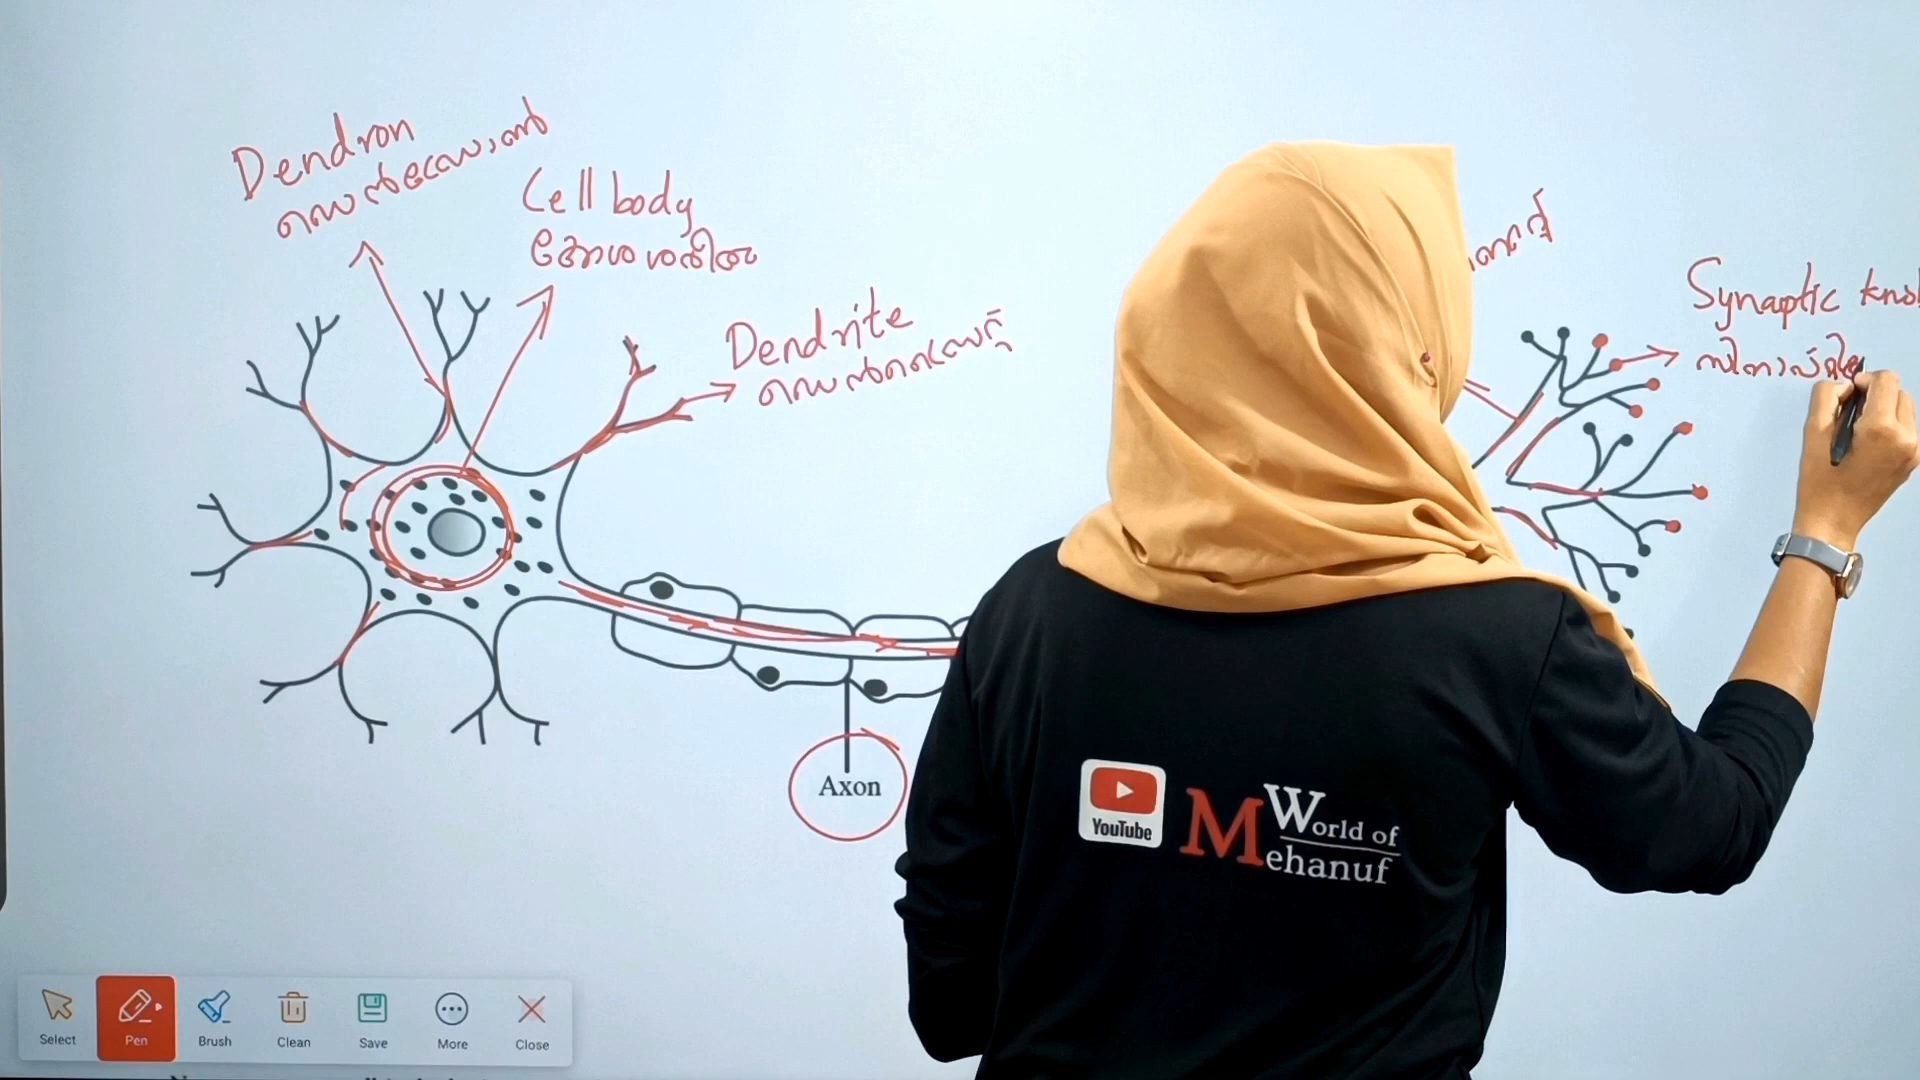 Dendron
ഡെൻഡ്രോൺ
Cell body
കോശശരീരം
Dendrite
ഡെൻഡ്രൈറ്റ്
Synaptic knob
Axon
YouTube
World of
Mehanuf
Select
Pen
Brush
Clean
Save
More
Close